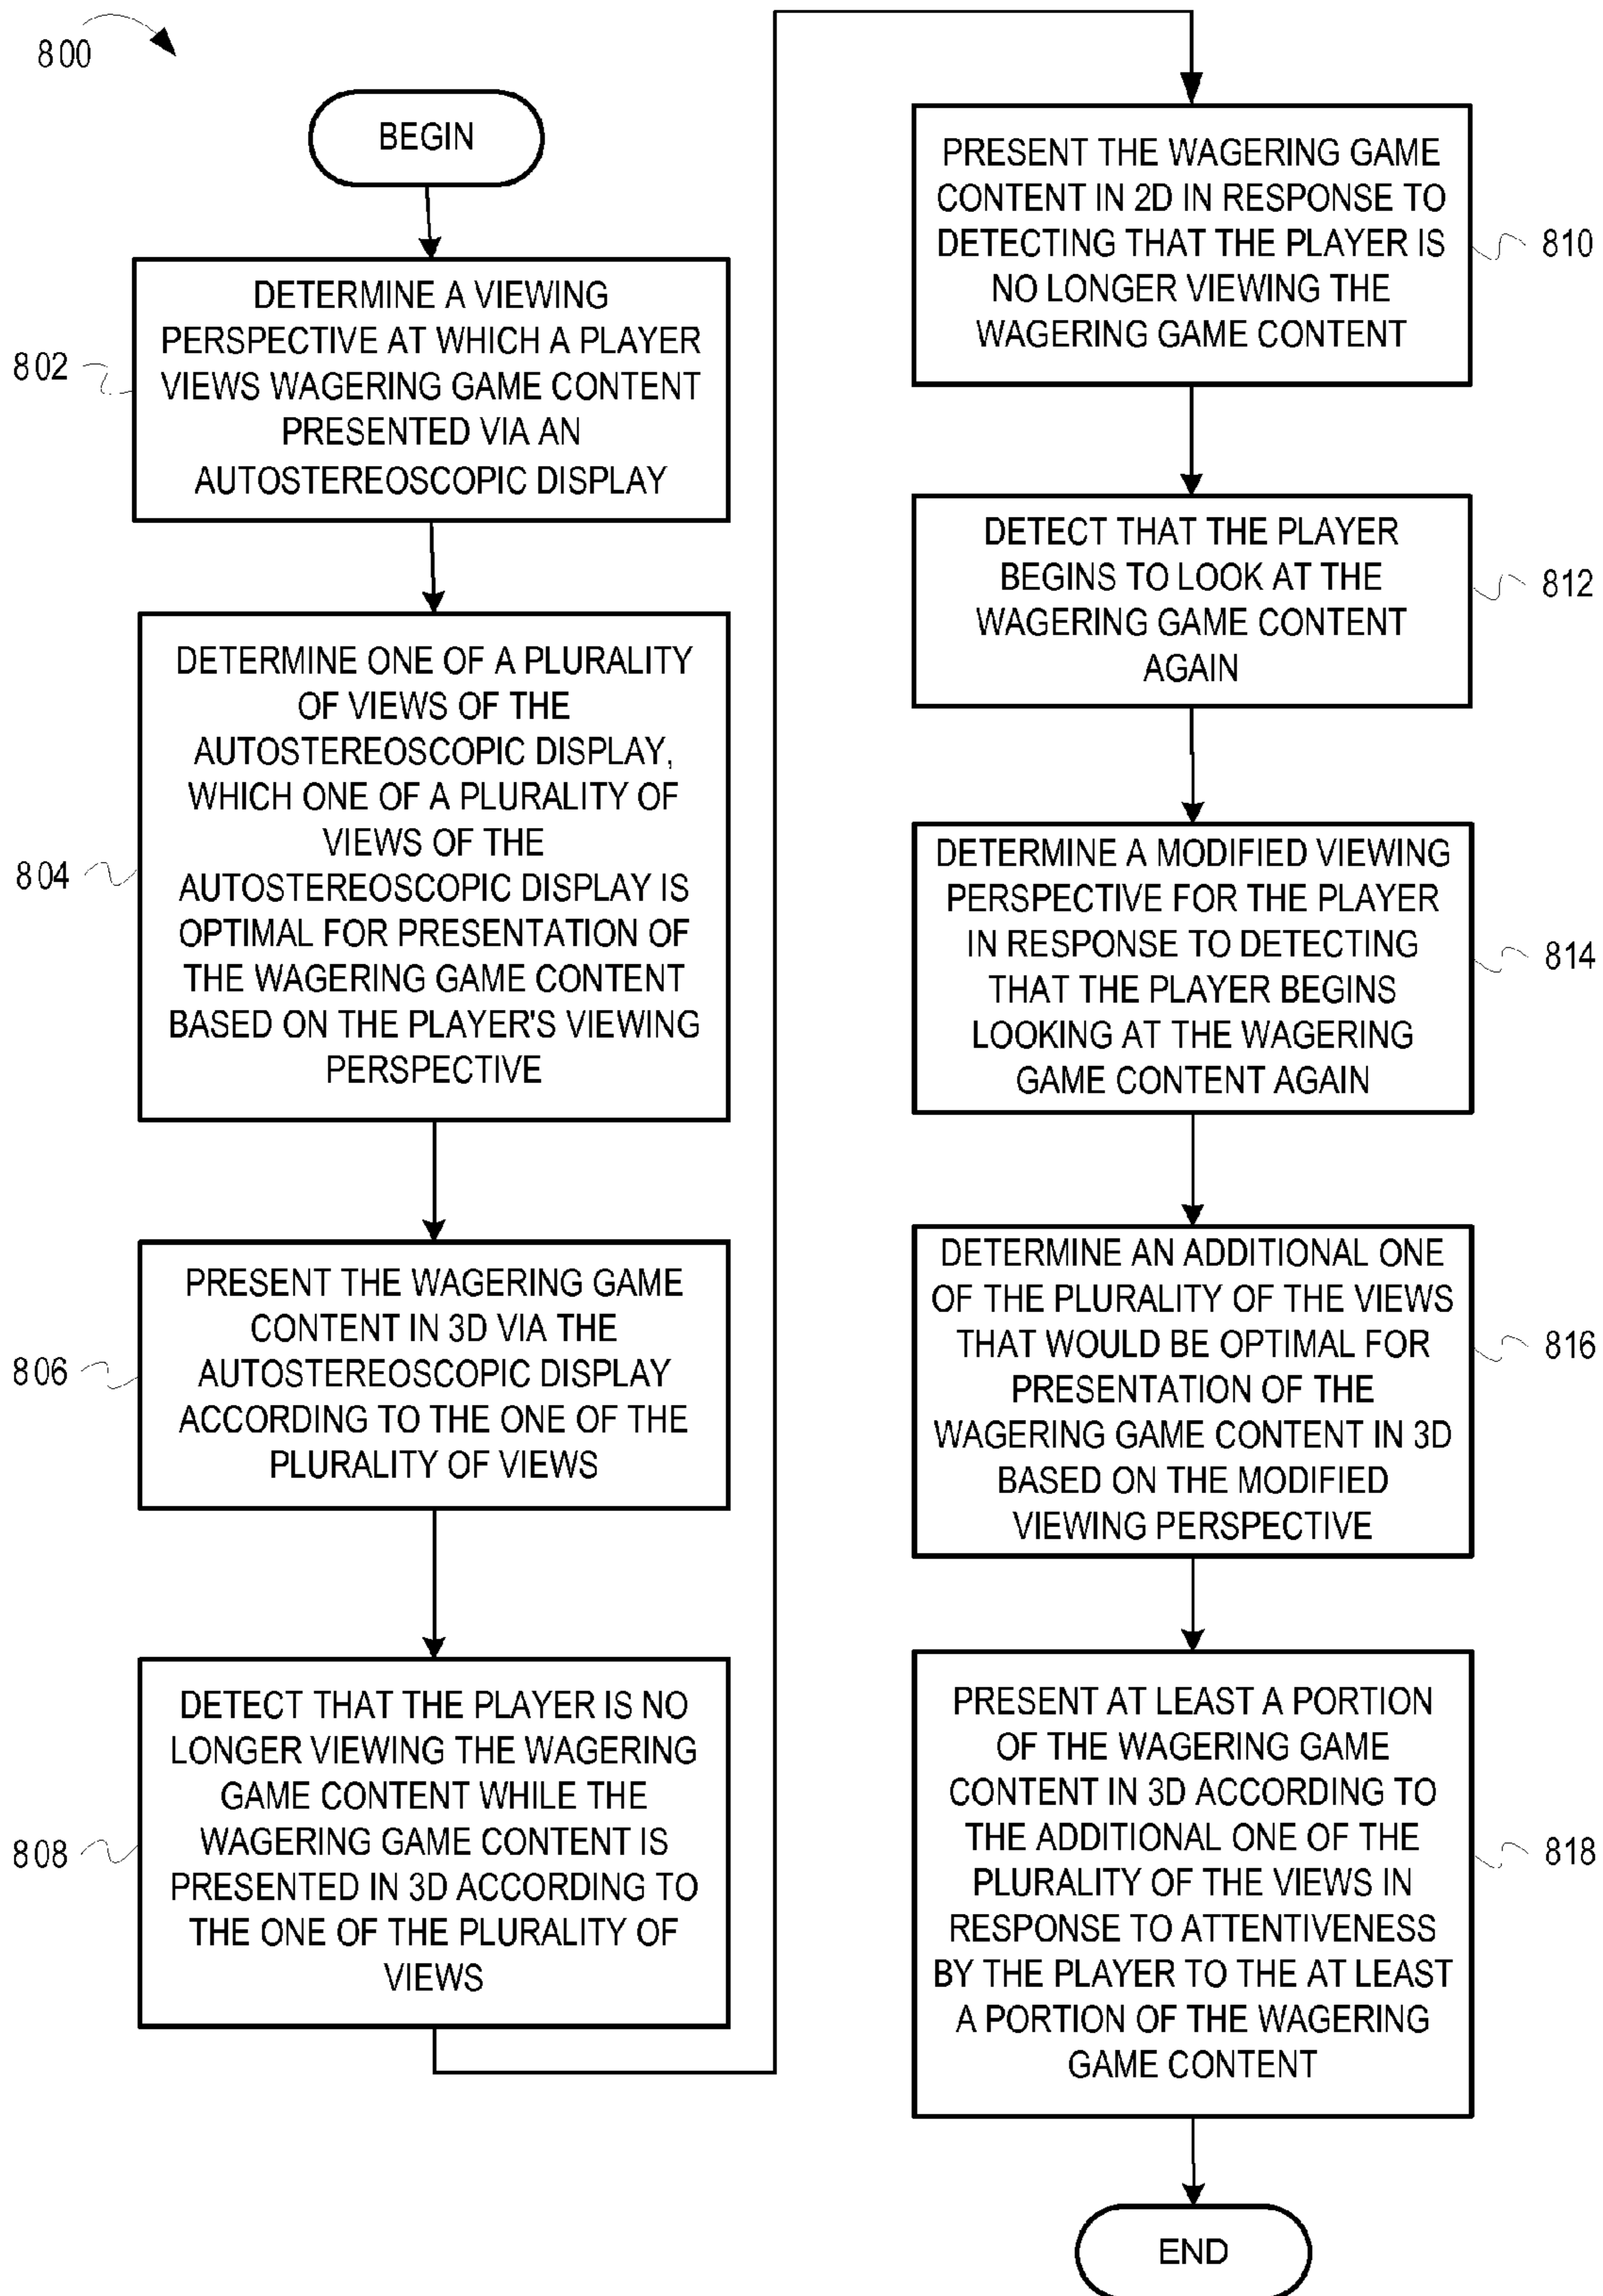 800
BEGIN
802
DETERMINE A VIEWING
PERSPECTIVE AT WHICH A PLAYER
VIEWS WAGERING GAME CONTENT
PRESENTED VIA AN
AUTOSTEREOSCOPIC DISPLAY
804
DETERMINE ONE OF A PLURALITY
OF VIEWS OF THE
AUTOSTEREOSCOPIC DISPLAY,
WHICH ONE OF A PLURALITY OF
VIEWS OF THE
AUTOSTEREOSCOPIC DISPLAY IS
OPTIMAL FOR PRESENTATION OF
THE WAGERING GAME CONTENT
BASED ON THE PLAYER'S VIEWING
PERSPECTIVE
806
PRESENT THE WAGERING GAME
CONTENT IN 3D VIA THE
AUTOSTEREOSCOPIC DISPLAY
ACCORDING TO THE ONE OF THE
PLURALITY OF VIEWS
808
DETECT THAT THE PLAYER IS NO
LONGER VIEWING THE WAGERING
GAME CONTENT WHILE THE
WAGERING GAME CONTENT IS
PRESENTED IN 3D ACCORDING TO
THE ONE OF THE PLURALITY OF
VIEWS
PRESENT THE WAGERING GAME
CONTENT IN 2D IN RESPONSE TO
DETECTING THAT THE PLAYER IS
NO LONGER VIEWING THE
WAGERING GAME CONTENT
810
DETECT THAT THE PLAYER
BEGINS TO LOOK AT THE
WAGERING GAME CONTENT
AGAIN
812
DETERMINE A MODIFIED VIEWING
PERSPECTIVE FOR THE PLAYER
IN RESPONSE TO DETECTING
THAT THE PLAYER BEGINS
LOOKING AT THE WAGERING
GAME CONTENT AGAIN
814
DETERMINE AN ADDITIONAL ONE
OF THE PLURALITY OF THE VIEWS
THAT WOULD BE OPTIMAL FOR
PRESENTATION OF THE
WAGERING GAME CONTENT IN 3D
BASED ON THE MODIFIED
VIEWING PERSPECTIVE
816
PRESENT AT LEAST A PORTION
OF THE WAGERING GAME
CONTENT IN 3D ACCORDING TO
THE ADDITIONAL ONE OF THE
PLURALITY OF THE VIEWS IN
RESPONSE TO ATTENTIVENESS
BY THE PLAYER TO THE AT LEAST
A PORTION OF THE WAGERING
GAME CONTENT
818
END